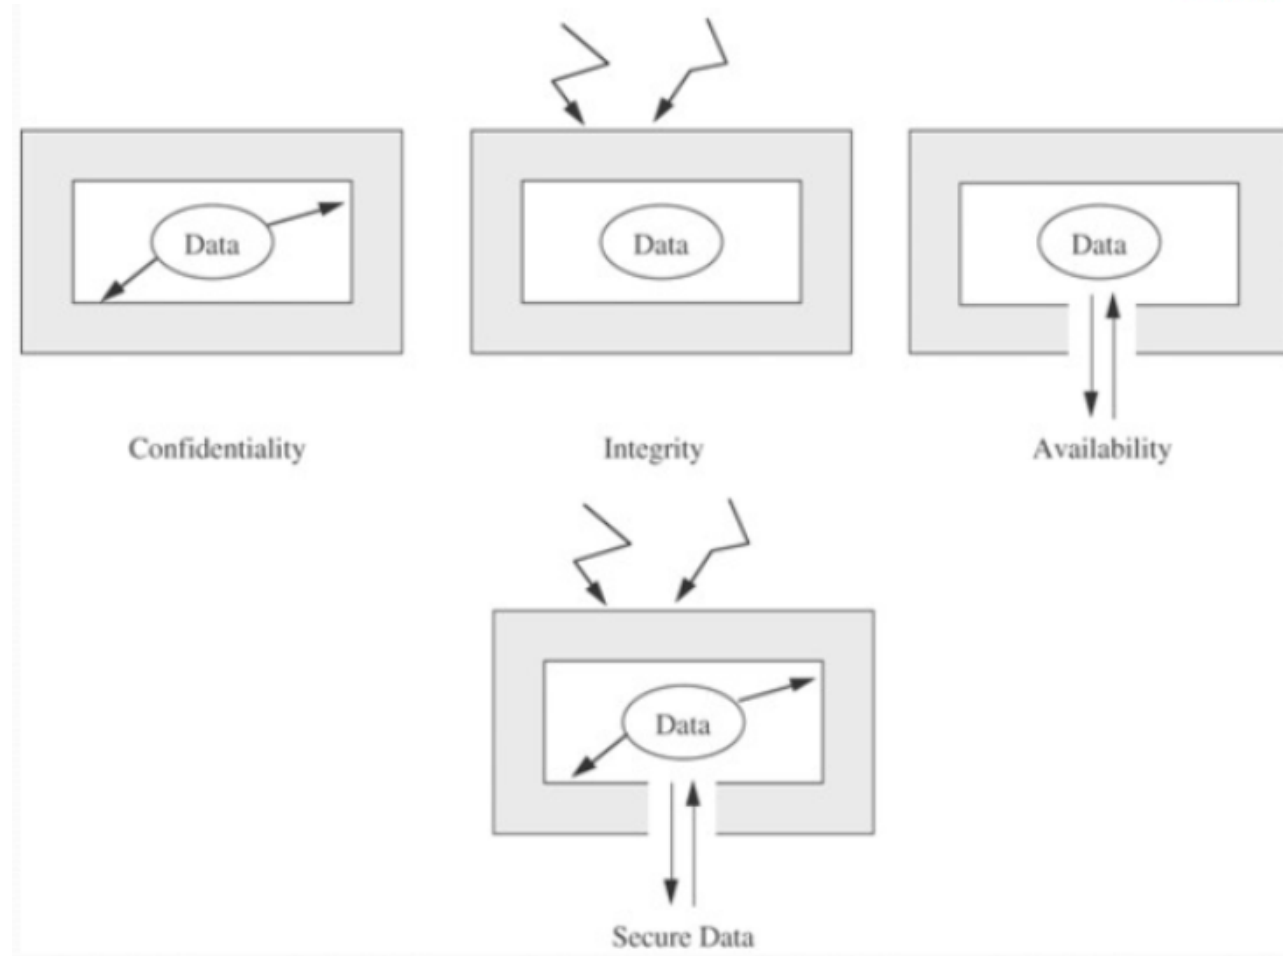 Data
Data
Data
Confidentiality
Integrity
Availability
Data
Secure Data